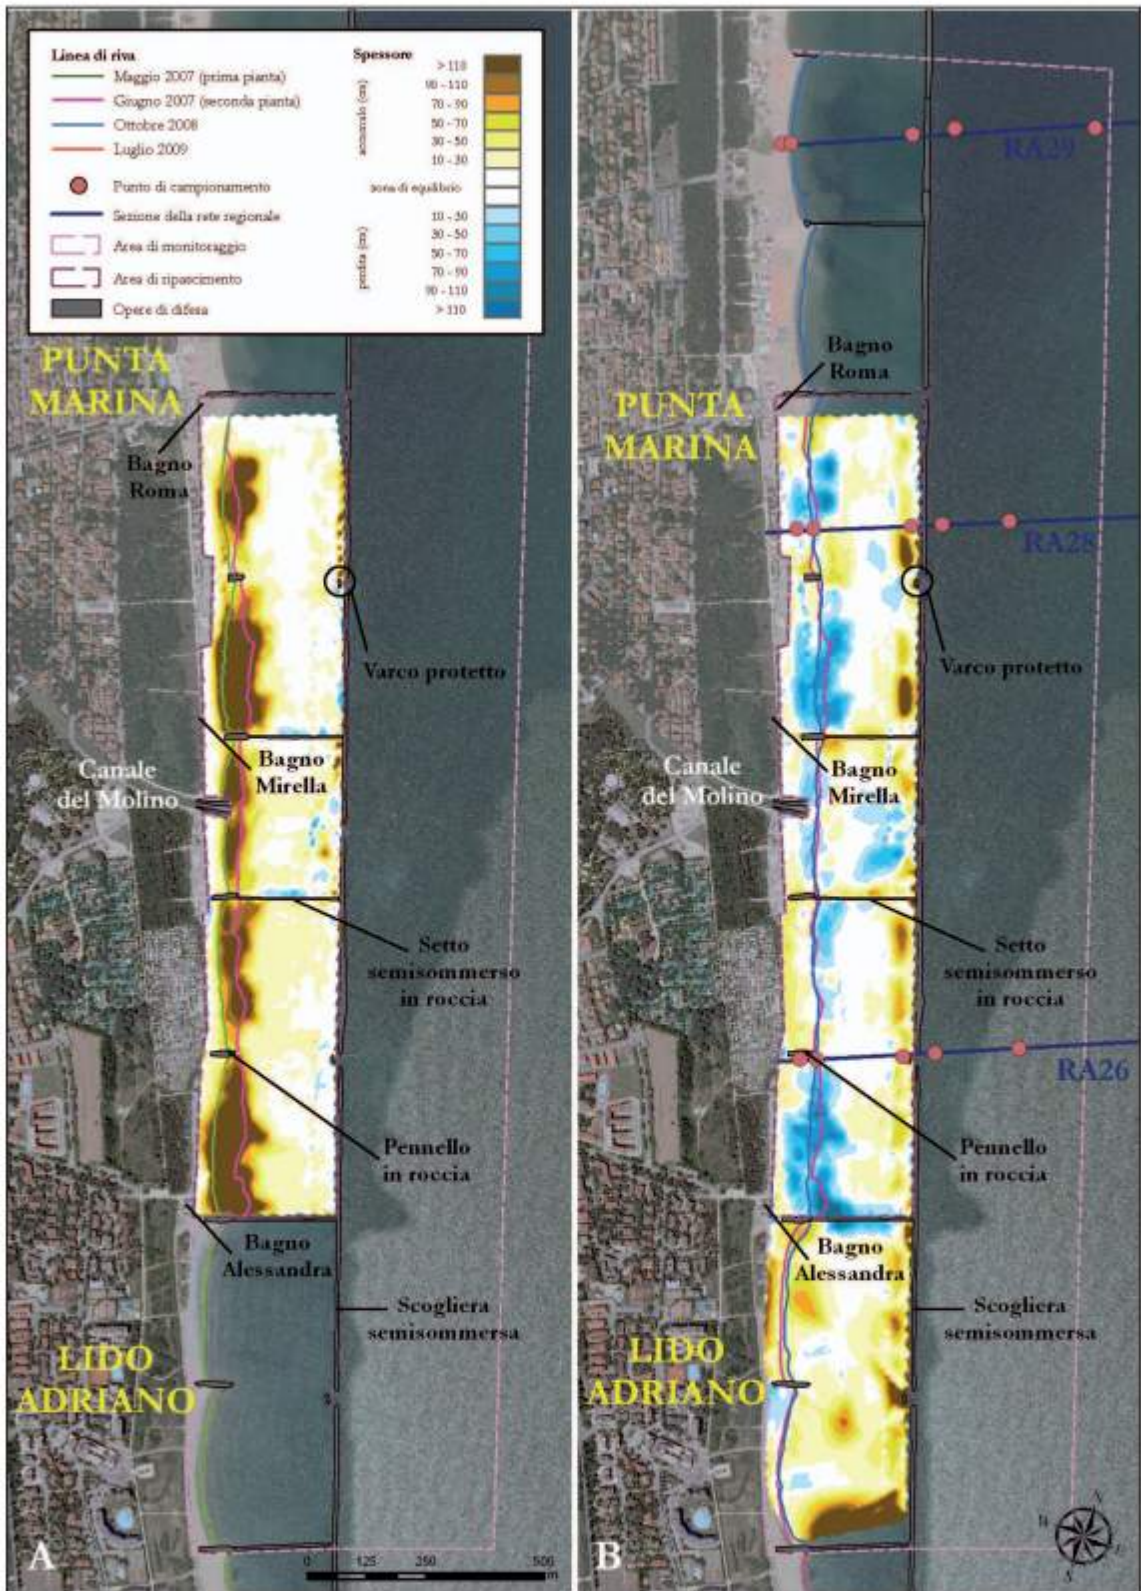 Linea di riva
Maggio 2007 (prima pianta)
Giugno 2007 (seconda pianta)
Ottobre 2008
Luglio 2009
Punto di campionamento
Sezione della rete regionale
Area di monitoraggio
Area di ripascimento
Opere di difesa
Spessore
accumulo (cm)
> 110
90 - 110
70 - 90
50 - 70
30 - 50
10 - 30
zona di equilibrio
perdita (cm)
10 - 30
30 - 50
50 - 70
70 - 90
90 - 110
> 110
PUNTA
MARINA
Bagno
Roma
Varco protetto
Bagno
Mirella
Canale
del Molino
Setto
semisommerso
in roccia
Pennello
in roccia
Bagno
Alessandra
Scogliera
semisommersa
LIDO
ADRIANO
A
0 125 250 500
m
RA29
Bagno
Roma
PUNTA
MARINA
RA28
Varco protetto
Bagno
Mirella
Canale
del Molino
Setto
semisommerso
in roccia
RA26
Pennello
in roccia
Bagno
Alessandra
Scogliera
semisommersa
LIDO
ADRIANO
B
N
E
S